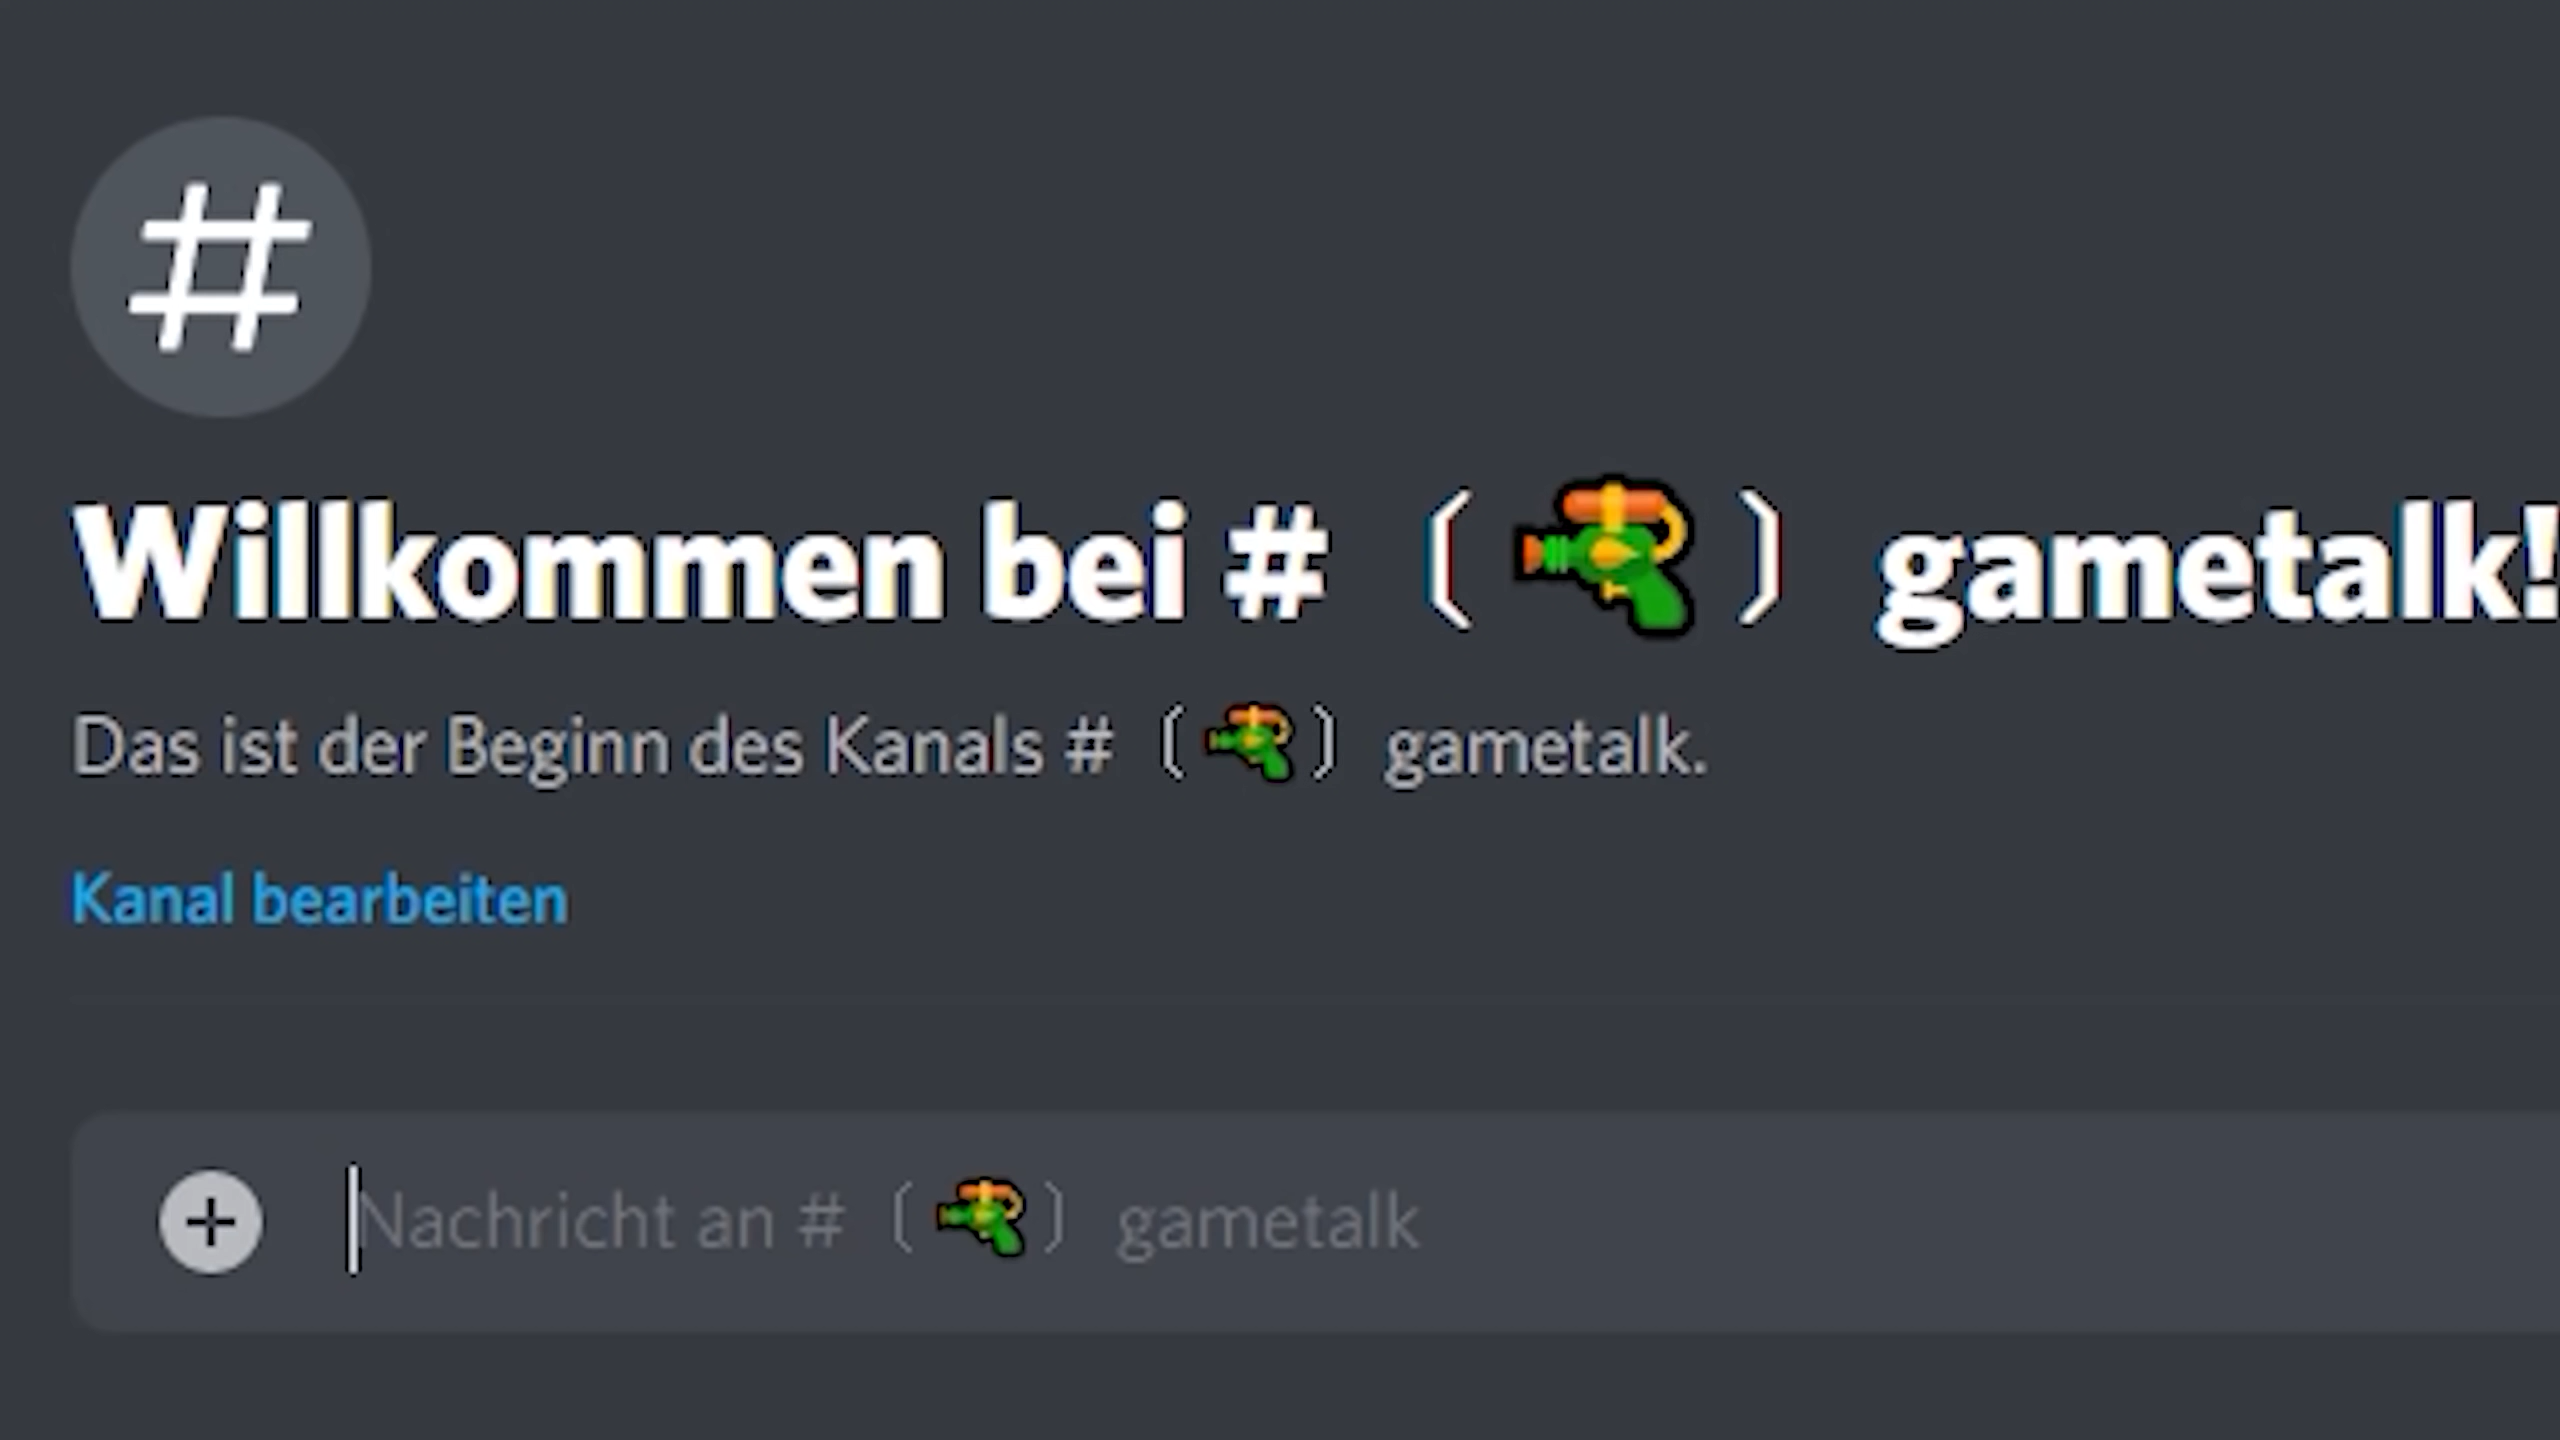 #
Willkommen bei # 〔🔫〕 gametalk!
Das ist der Beginn des Kanals # 〔🔫〕 gametalk.
Kanal bearbeiten
Nachricht an # 〔🔫〕 gametalk